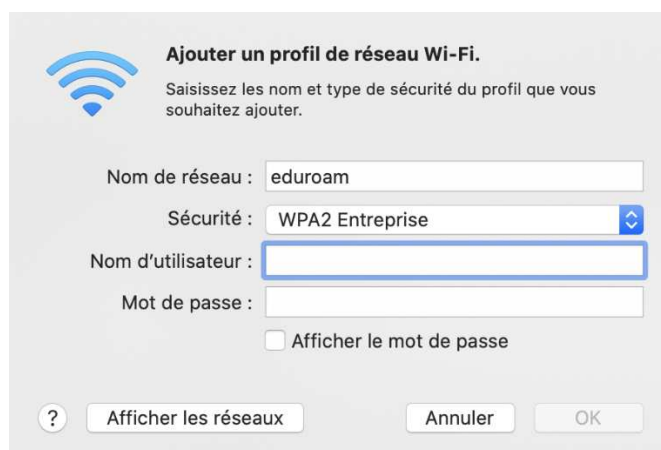 Ajouter un profil de réseau Wi-Fi.
Saisissez les nom et type de sécurité du profil que vous
souhaitez ajouter.
Nom de réseau : eduroam
Sécurité : WPA2 Entreprise
Nom d'utilisateur :
Mot de passe :
Afficher le mot de passe
? Afficher les réseaux Annuler OK